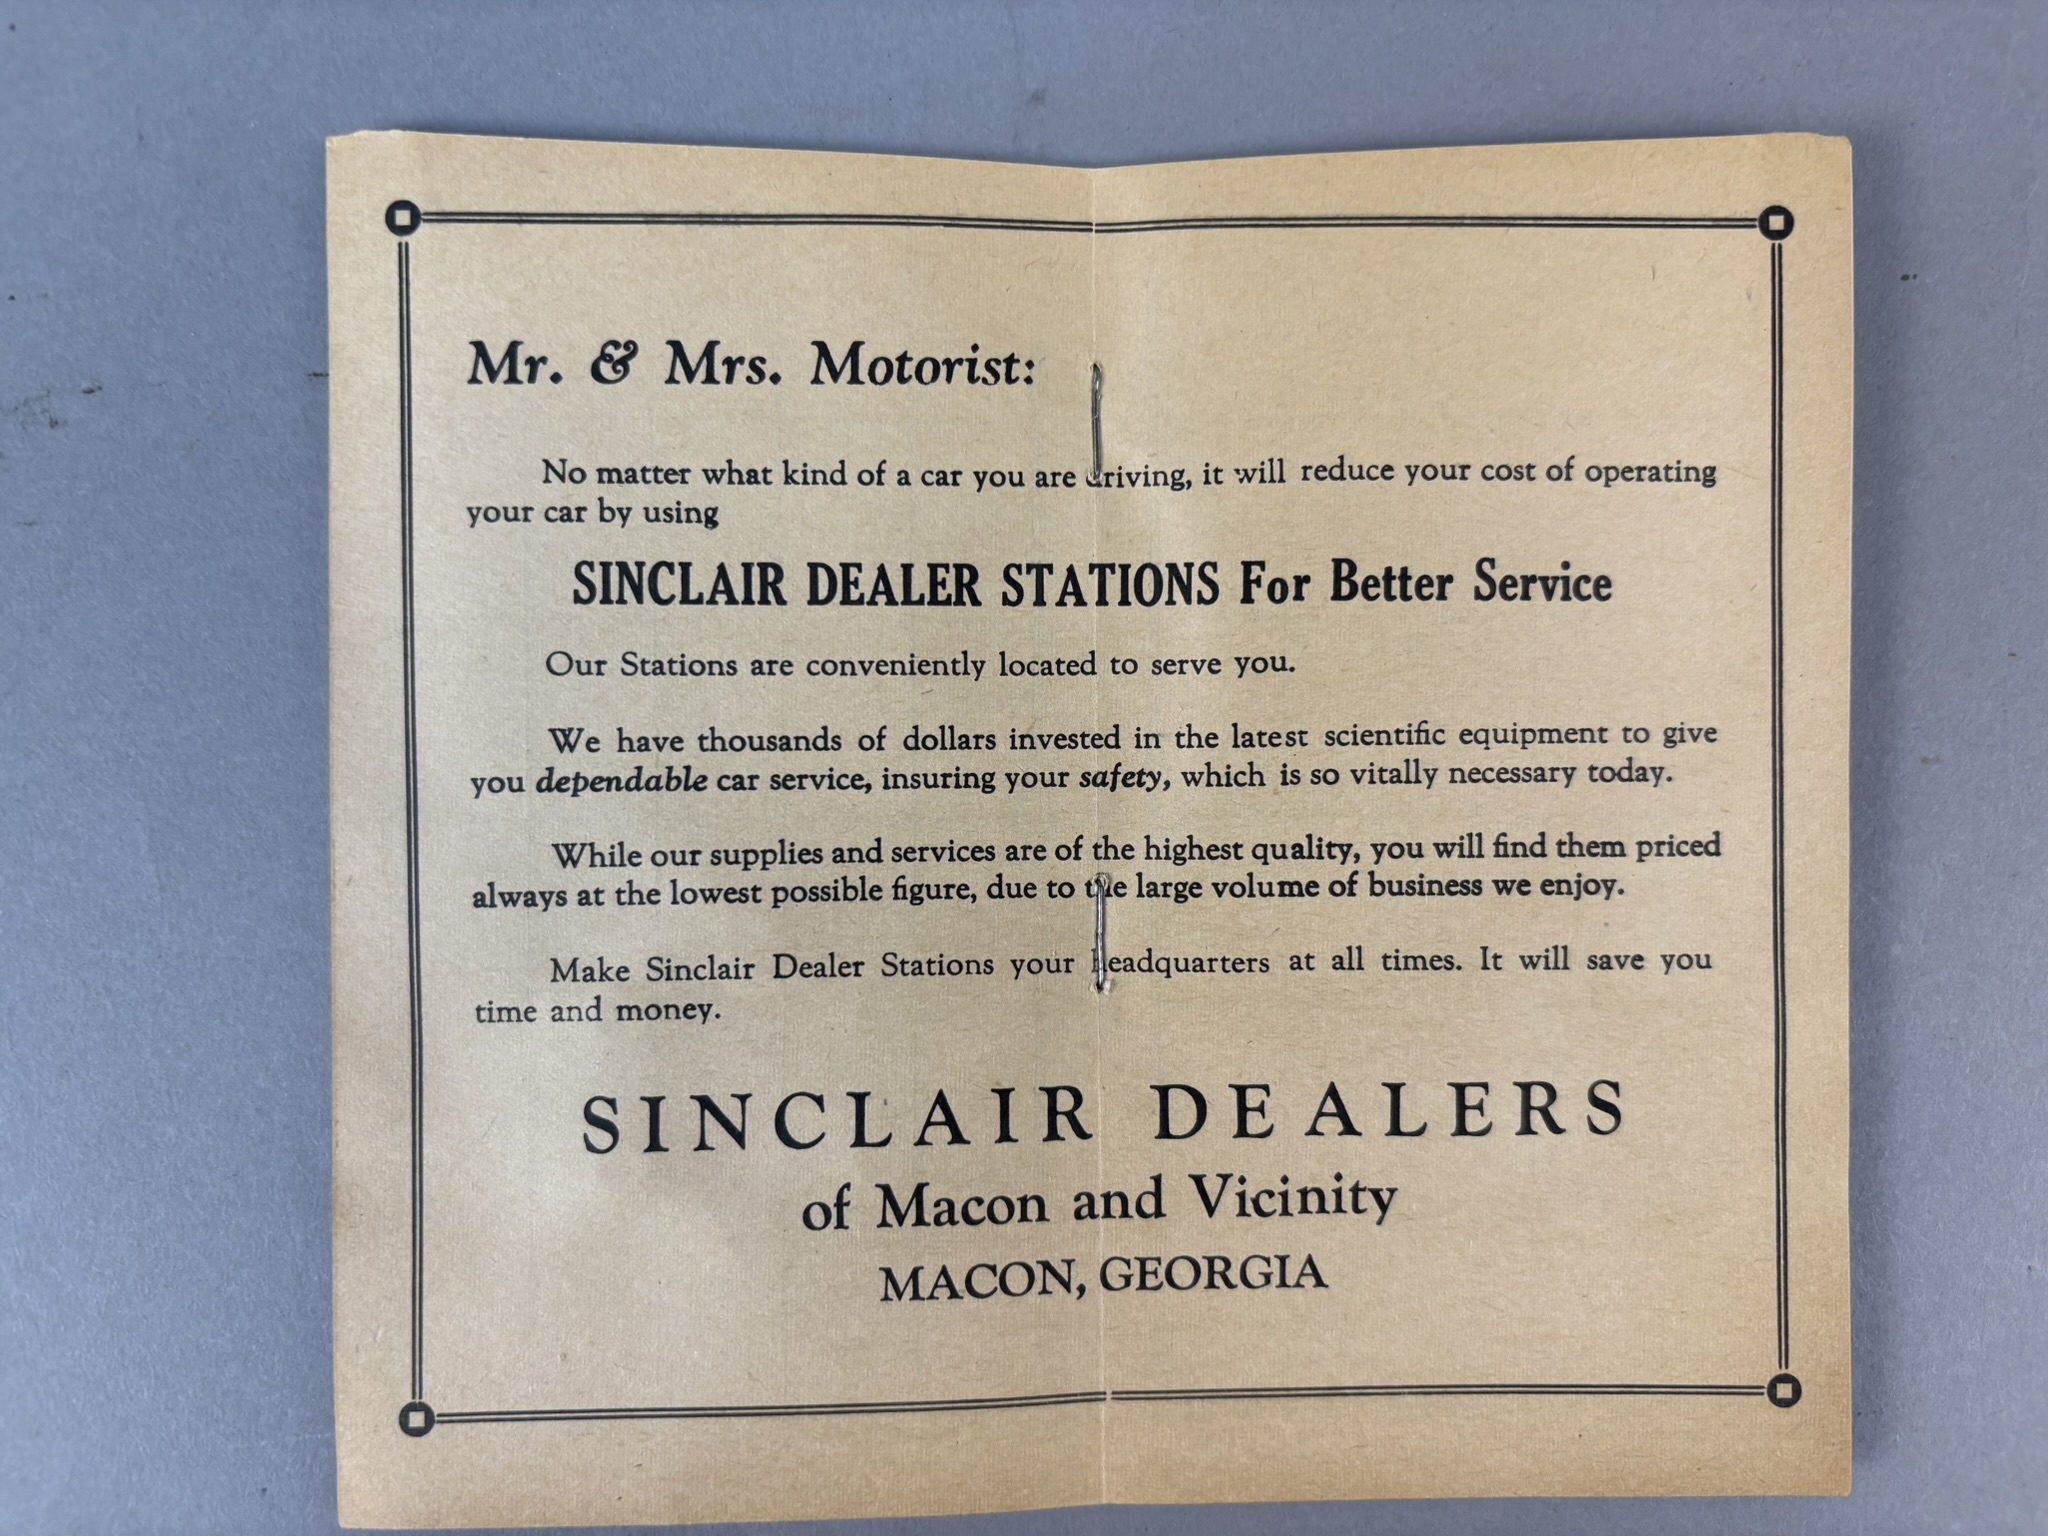 Mr. & Mrs. Motorist:
No matter what kind of a car you are driving, it will reduce your cost of operating
your car by using
SINCLAIR DEALER STATIONS For Better Service
Our Stations are conveniently located to serve you.
We have thousands of dollars invested in the latest scientific equipment to give
you dependable car service, insuring your safety, which is so vitally necessary today.
While our supplies and services are of the highest quality, you will find them priced
always at the lowest possible figure, due to the large volume of business we enjoy.
Make Sinclair Dealer Stations your headquarters at all times. It will save you
time and money.
SINCLAIR DEALERS
of Macon and Vicinity
MACON, GEORGIA